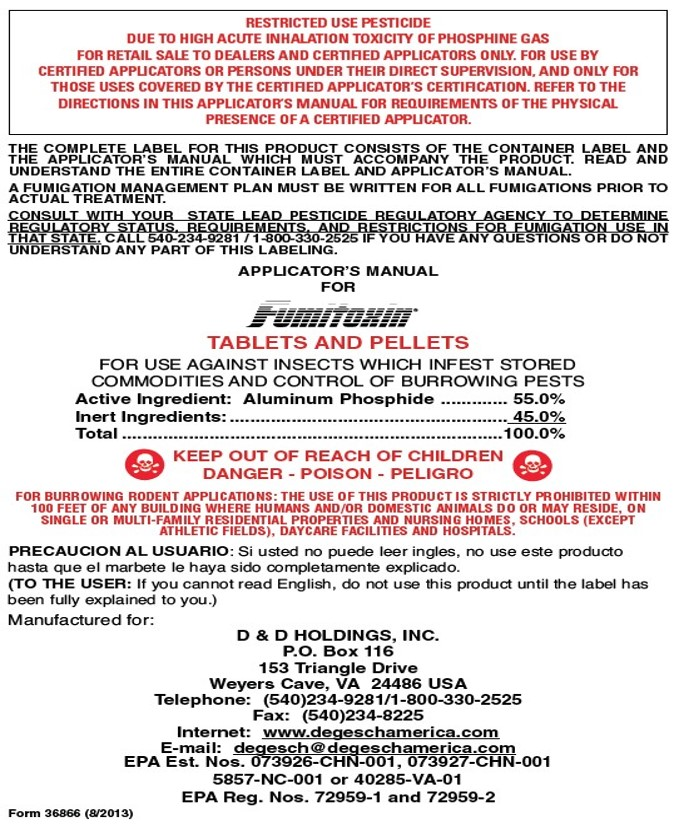 RESTRICTED USE PESTICIDE
DUE TO HIGH ACUTE INHALATION TOXICITY OF PHOSPHINE GAS
FOR RETAIL SALE TO DEALERS AND CERTIFIED APPLICATORS ONLY. FOR USE BY
CERTIFIED APPLICATORS OR PERSONS UNDER THEIR DIRECT SUPERVISION, AND ONLY FOR
THOSE USES COVERED BY THE CERTIFIED APPLICATOR'S CERTIFICATION. REFER TO THE
DIRECTIONS IN THIS APPLICATOR'S MANUAL FOR REQUIREMENTS OF THE PHYSICAL
PRESENCE OF A CERTIFIED APPLICATOR.
THE COMPLETE LABEL FOR THIS PRODUCT CONSISTS OF THE CONTAINER LABEL AND
THE APPLICATOR'S MANUAL WHICH MUST ACCOMPANY THE PRODUCT. READ AND
UNDERSTAND THE ENTIRE CONTAINER LABEL AND APPLICATOR'S MANUAL.
A FUMIGATION MANAGEMENT PLAN MUST BE WRITTEN FOR ALL FUMIGATIONS PRIOR TO
ACTUAL TREATMENT.
CONSULT WITH YOUR STATE LEAD PESTICIDE REGULATORY AGENCY TO DETERMINE
REGULATORY STATUS, REQUIREMENTS, AND RESTRICTIONS FOR FUMIGATION USE IN
THAT STATE. CALL 540-234-9281 / 1-800-330-2525 IF YOU HAVE ANY QUESTIONS OR DO NOT
UNDERSTAND ANY PART OF THIS LABELING.
APPLICATOR'S MANUAL
FOR
Fumitoxin®
TABLETS AND PELLETS
FOR USE AGAINST INSECTS WHICH INFEST STORED
COMMODITIES AND CONTROL OF BURROWING PESTS
Active Ingredient: Aluminum Phosphide ............. 55.0%
Inert Ingredients: ...................................................... 45.0%
Total ..........................................................................100.0%
KEEP OUT OF REACH OF CHILDREN
DANGER - POISON - PELIGRO
FOR BURROWING RODENT APPLICATIONS: THE USE OF THIS PRODUCT IS STRICTLY PROHIBITED WITHIN
100 FEET OF ANY BUILDING WHERE HUMANS AND/OR DOMESTIC ANIMALS DO OR MAY RESIDE, ON
SINGLE OR MULTI-FAMILY RESIDENTIAL PROPERTIES AND NURSING HOMES, SCHOOLS (EXCEPT
ATHLETIC FIELDS), DAYCARE FACILITIES AND HOSPITALS.
PRECAUCION AL USUARIO: Si usted no puede leer ingles, no use este producto
hasta que el marbete le haya sido completamente explicado.
(TO THE USER: If you cannot read English, do not use this product until the label has
been fully explained to you.)
Manufactured for:
D & D HOLDINGS, INC.
P.O. Box 116
153 Triangle Drive
Weyers Cave, VA 24486 USA
Telephone: (540)234-9281/1-800-330-2525
Fax: (540)234-8225
Internet: www.degeschamerica.com
E-mail: degesch@degeschamerica.com
EPA Est. Nos. 073926-CHN-001, 073927-CHN-001
5857-NC-001 or 40285-VA-01
EPA Reg. Nos. 72959-1 and 72959-2
Form 36866 (8/2013)